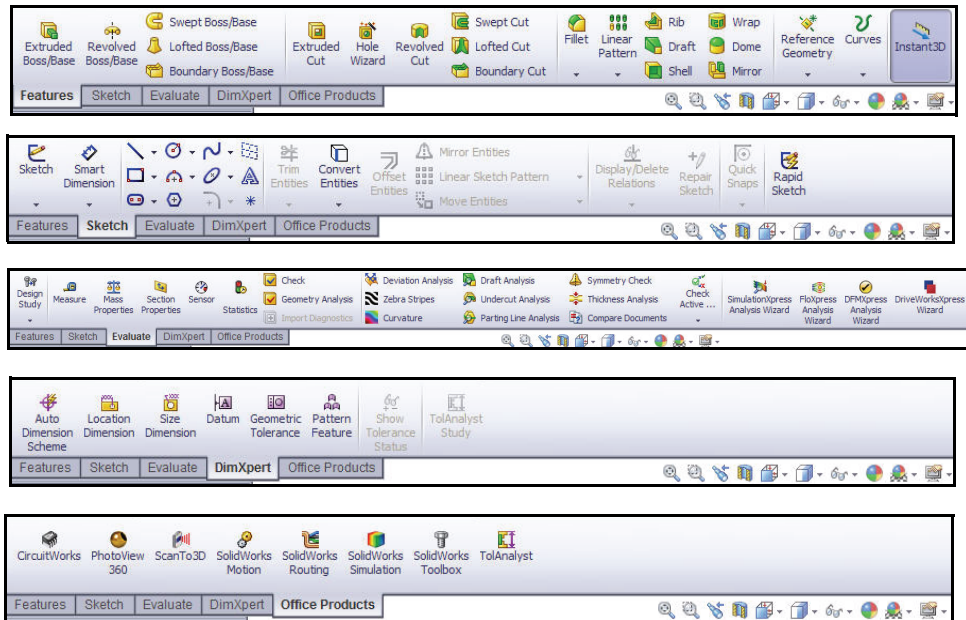 Extruded Boss/Base
Revolved Boss/Base
Swept Boss/Base
Lofted Boss/Base
Boundary Boss/Base
Extruded Cut
Hole Wizard
Revolved Cut
Swept Cut
Lofted Cut
Boundary Cut
Fillet
Linear Pattern
Rib
Draft
Shell
Wrap
Dome
Mirror
Reference Geometry
Curves
Instant3D
Features Sketch Evaluate DimXpert Office Products
Sketch
Smart Dimension
Trim Entities
Convert Entities
Offset Entities
Mirror Entities
Linear Sketch Pattern
Move Entities
Display/Delete Relations
Repair Sketch
Quick Snaps
Rapid Sketch
Features Sketch Evaluate DimXpert Office Products
Design Study
Measure
Mass Properties
Section Properties
Sensor
Statistics
Check
Geometry Analysis
Import Diagnostics
Deviation Analysis
Zebra Stripes
Curvature
Draft Analysis
Undercut Analysis
Parting Line Analysis
Symmetry Check
Thickness Analysis
Compare Documents
Check Active ...
SimulationXpress Analysis Wizard
FloXpress Analysis Wizard
DFMXpress Analysis Wizard
DriveWorksXpress Wizard
Features Sketch Evaluate DimXpert Office Products
Auto Dimension Scheme
Location Dimension
Size Dimension
Datum
Geometric Tolerance
Pattern Feature
Show Tolerance Status
TolAnalyst Study
Features Sketch Evaluate DimXpert Office Products
CircuitWorks
PhotoView 360
ScanTo3D
SolidWorks Motion
SolidWorks Routing
SolidWorks Simulation
SolidWorks Toolbox
TolAnalyst
Features Sketch Evaluate DimXpert Office Products